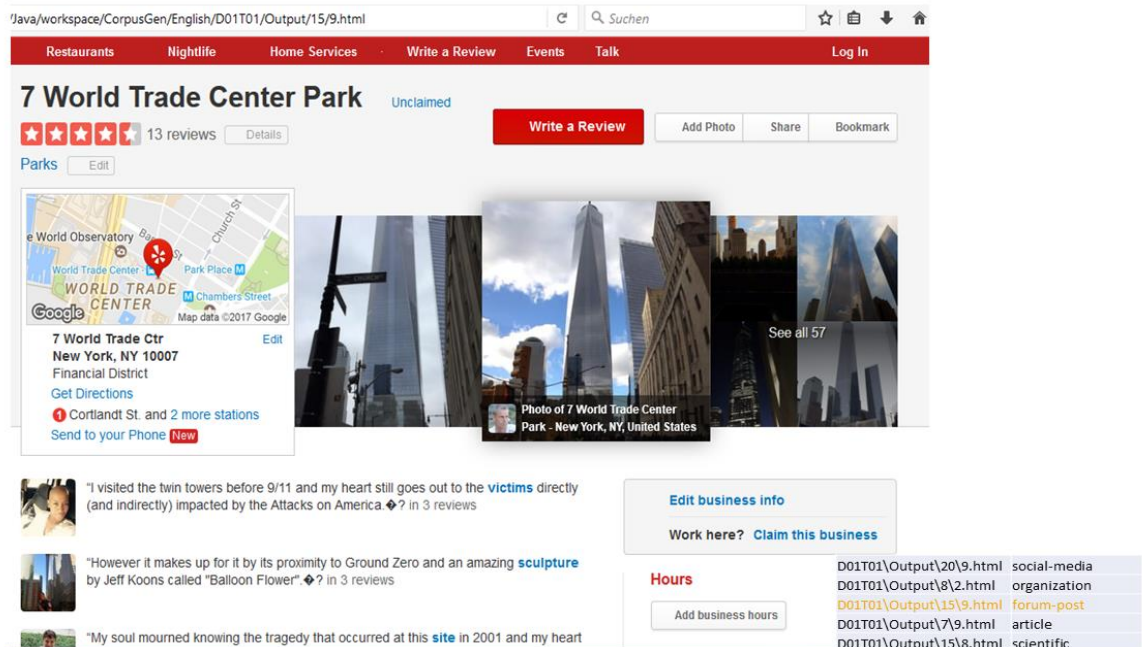 /Java/workspace/CorpusGen/English/D01T01/Output/15/9.html
Suchen
Restaurants Nightlife Home Services · Write a Review Events Talk Log In
7 World Trade Center Park Unclaimed
13 reviews Details
Write a Review Add Photo Share Bookmark
Parks Edit
Church St
e World Observatory
World Trade Center
Park Place M
WORLD TRADE
CENTER
M Chambers
Street
Google
Map data ©2017 Google
7 World Trade Ctr Edit
New York, NY 10007
Financial District
Get Directions
1 Cortlandt St. and 2 more stations
Send to your Phone New
See all 57
Photo of 7 World Trade Center
Park - New York, NY, United States
"I visited the twin towers before 9/11 and my heart still goes out to the victims directly
(and indirectly) impacted by the Attacks on America.�? in 3 reviews
"However it makes up for it by its proximity to Ground Zero and an amazing sculpture
by Jeff Koons called "Balloon Flower".�? in 3 reviews
"My soul mourned knowing the tragedy that occurred at this site in 2001 and my heart
Edit business info
Work here? Claim this business
Hours
Add business hours
D01T01\Output\20\9.html social-media
D01T01\Output\8\2.html organization
D01T01\Output\15\9.html forum-post
D01T01\Output\7\9.html article
D01T01\Output\15\8.html scientific